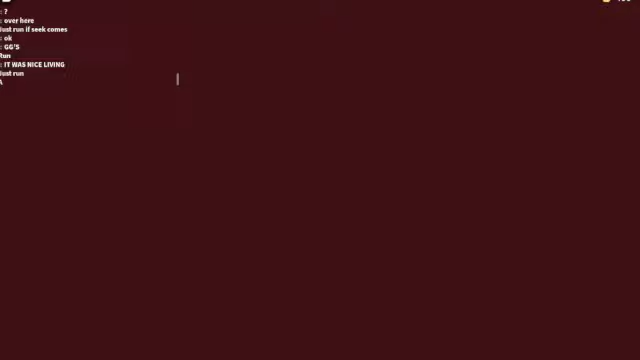 : ?
: over here
Just run if seek comes
: ok
: GG'S
Run
: IT WAS NICE LIVING
Just run
A